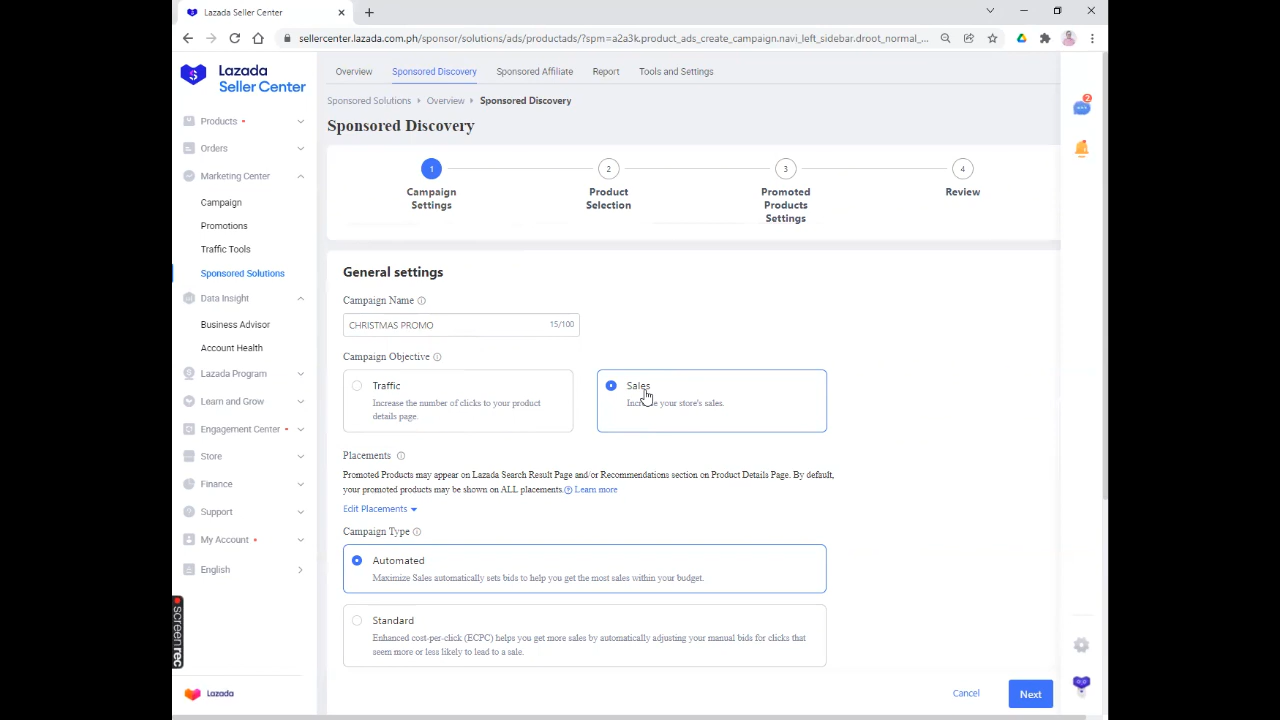 Lazada Seller Center
sellercenter.lazada.com.ph/sponsor/solutions/ads/productads/?spm=a2a3k.product_ads_create_campaign.navi_left_sidebar.droot_normal_...
Lazada
Seller Center
Overview
Sponsored Discovery
Sponsored Affiliate
Report
Tools and Settings
2
Sponsored Solutions
Overview
Sponsored Discovery
Sponsored Discovery
Products
Orders
Marketing Center
Campaign
Promotions
Traffic Tools
Sponsored Solutions
Data Insight
Business Advisor
Account Health
Lazada Program
Learn and Grow
Engagement Center
Store
Finance
Support
My Account
English
screenrec
Lazada
1
Campaign
Settings
2
Product
Selection
3
Promoted
Products
Settings
4
Review
General settings
Campaign Name
CHRISTMAS PROMO 15/100
Campaign Objective
Traffic
Increase the number of clicks to your product
details page.
Sales
your store's sales.
Placements
Promoted Products may appear on Lazada Search Result Page and/or Recommendations section on Product Details Page. By default,
your promoted products may be shown on ALL placements. Learn more
Edit Placements
Campaign Type
Automated
Maximize Sales automatically sets bids to help you get the most sales within your budget.
Standard
Enhanced cost-per-click (ECPC) helps you get more sales by automatically adjusting your manual bids for clicks that
seem more or less likely to lead to a sale.
Cancel
Next